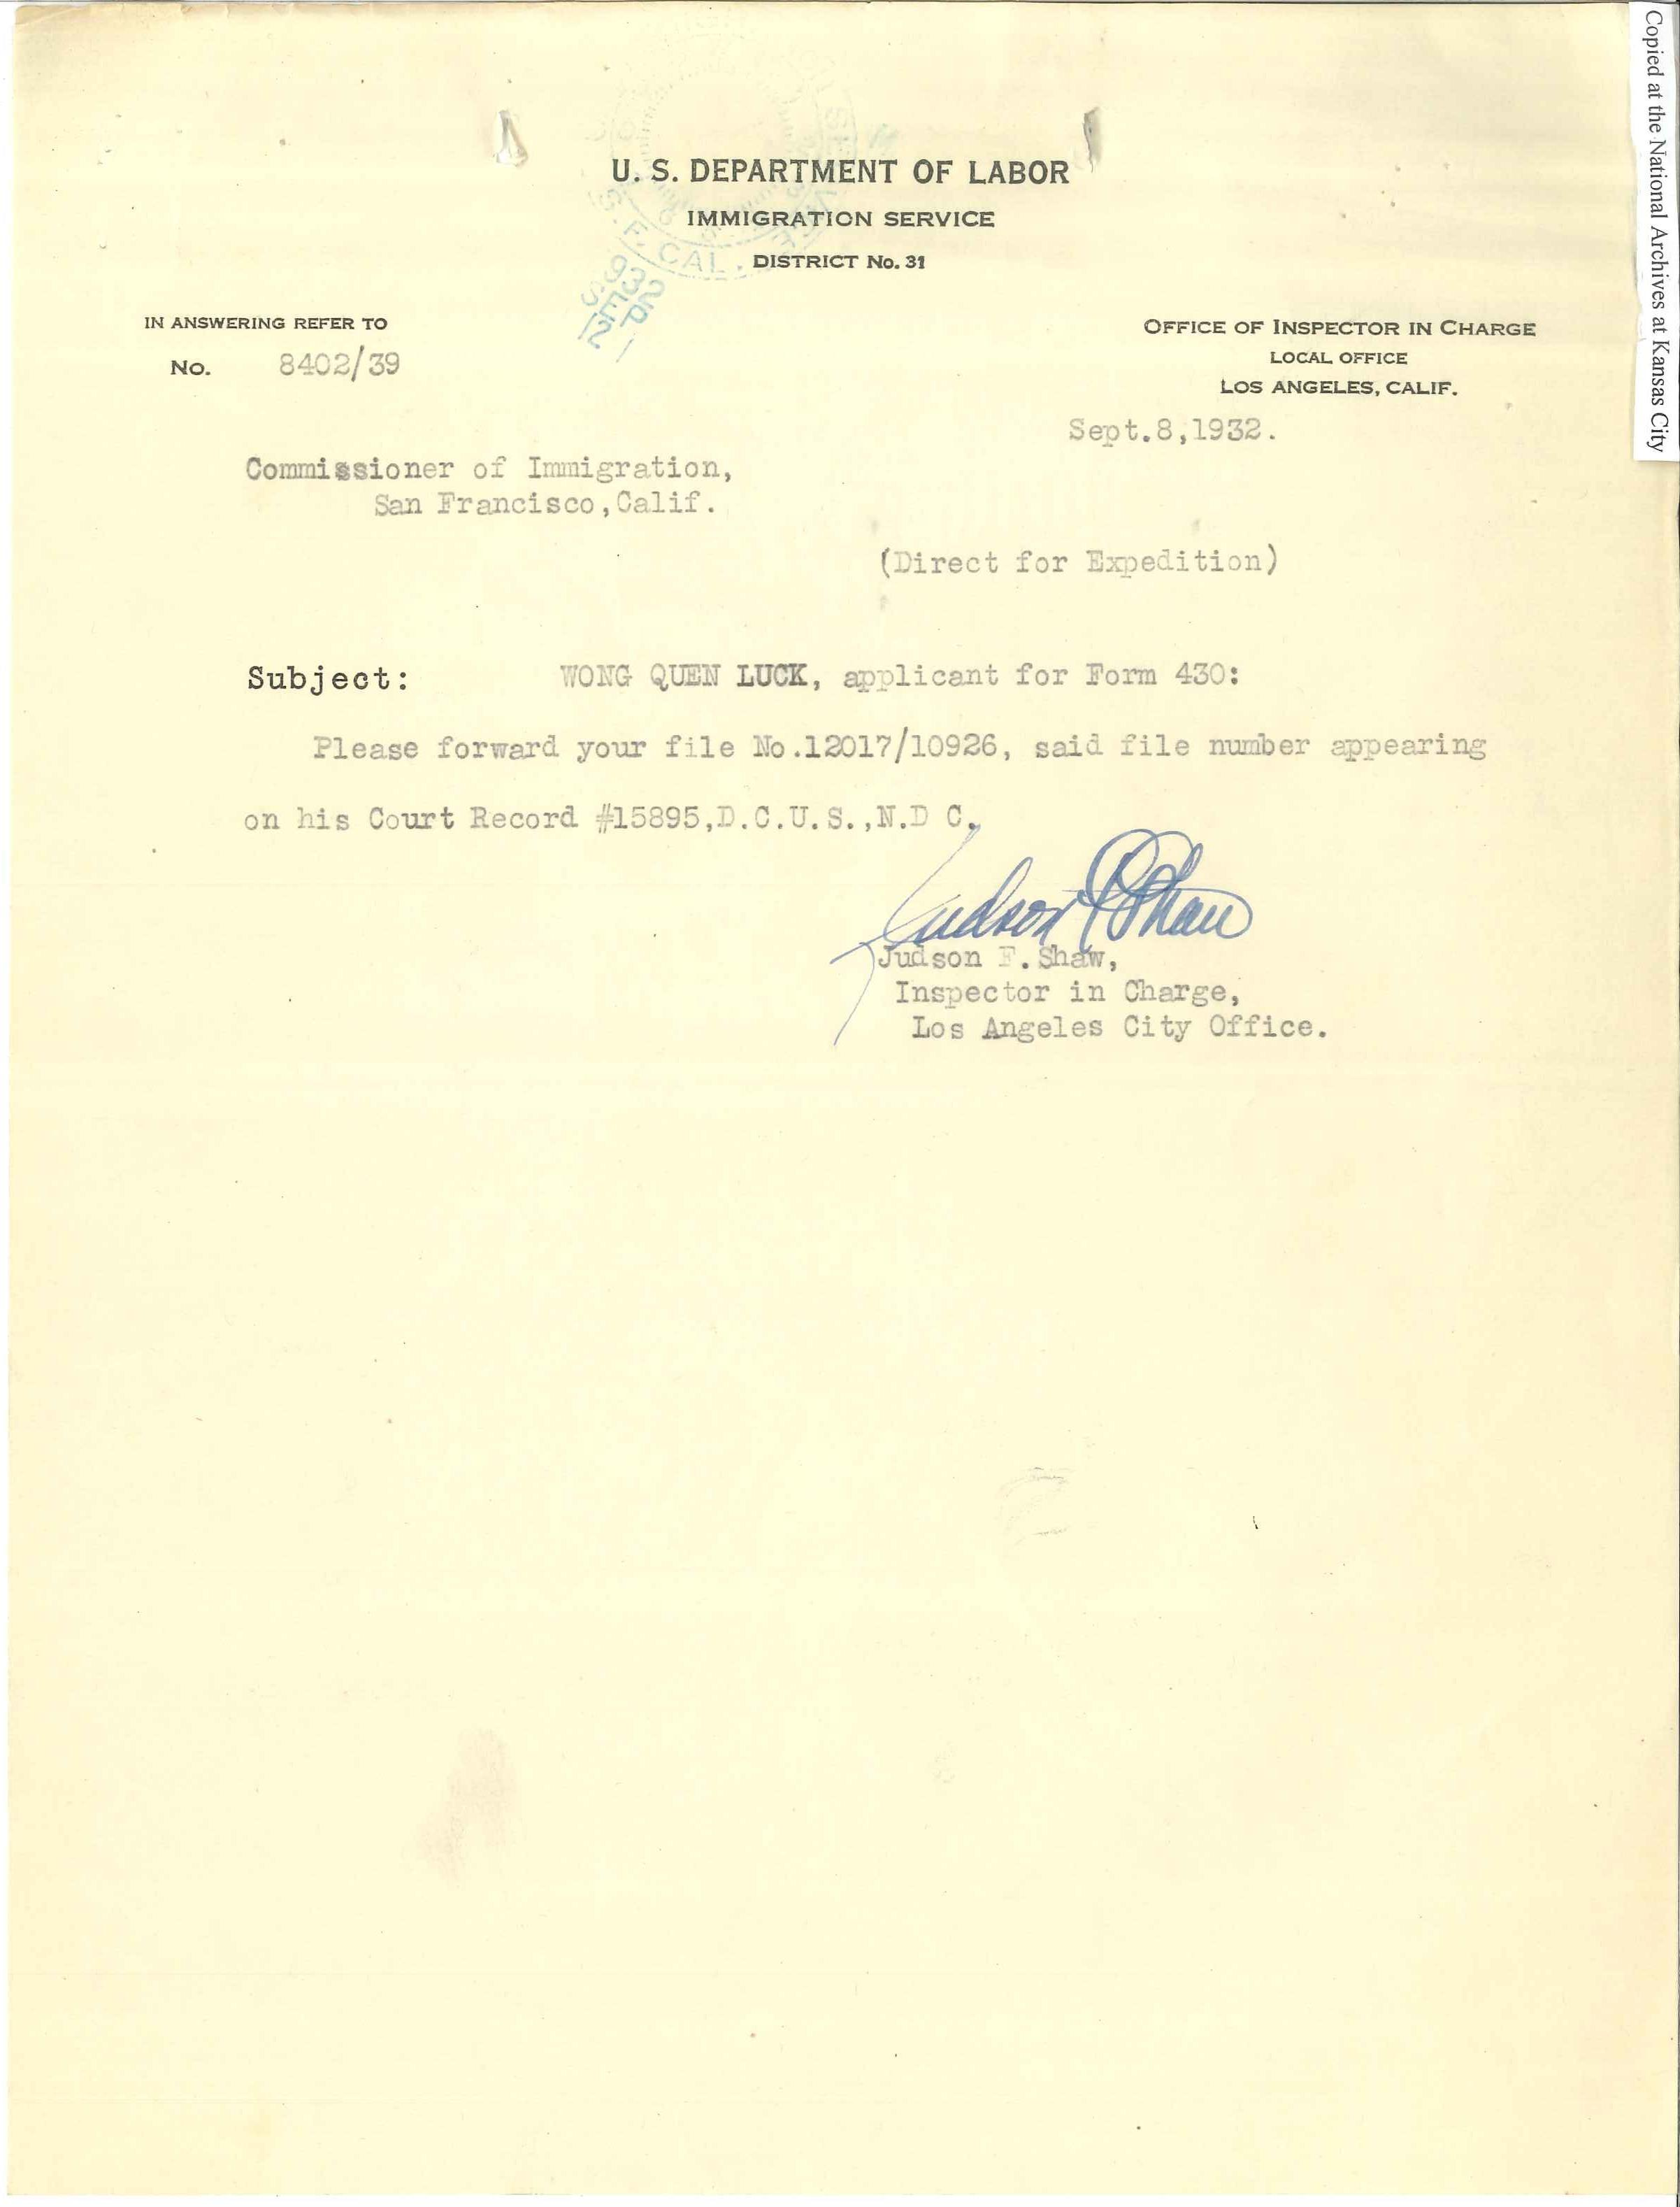 Copied at the National Archives at Kansas City
U. S. DEPARTMENT OF LABOR
IMMIGRATION SERVICE
DISTRICT No. 31
S. F. CAL.
932
SEP
12
IN ANSWERING REFER TO
No. 8402/39
OFFICE OF INSPECTOR IN CHARGE
LOCAL OFFICE
LOS ANGELES, CALIF.
Sept.8,1932.
Commissioner of Immigration,
San Francisco,Calif.
(Direct for Expedition)
Subject: WONG QUEN LUCK, applicant for Form 430:
Please forward your file No.12017/10926, said file number appearing
on his Court Record #15895,D.C.U.S.,N.D C.
Judson F. Shaw
Judson F.Shaw,
Inspector in Charge,
Los Angeles City Office.